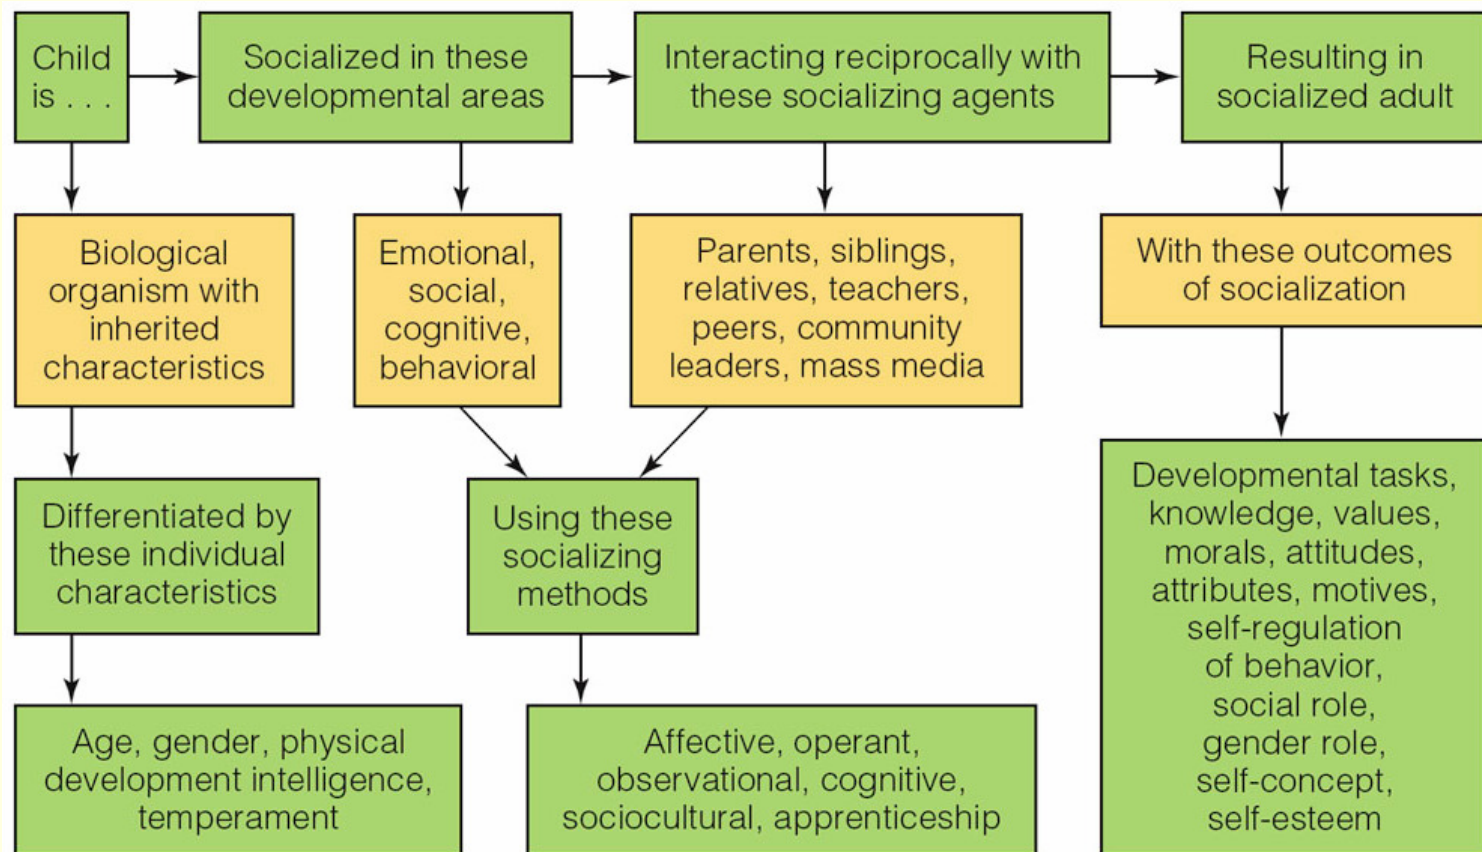 Child
is . . .
Socialized in these
developmental areas
Interacting reciprocally with
these socializing agents
Resulting in
socialized adult
Biological
organism with
inherited
characteristics
Emotional,
social,
cognitive,
behavioral
Parents, siblings,
relatives, teachers,
peers, community
leaders, mass media
With these outcomes
of socialization
Differentiated by
these individual
characteristics
Using these
socializing
methods
Developmental tasks,
knowledge, values,
morals, attitudes,
attributes, motives,
self-regulation
of behavior,
social role,
gender role,
self-concept,
self-esteem
Age, gender, physical
development intelligence,
temperament
Affective, operant,
observational, cognitive,
sociocultural, apprenticeship